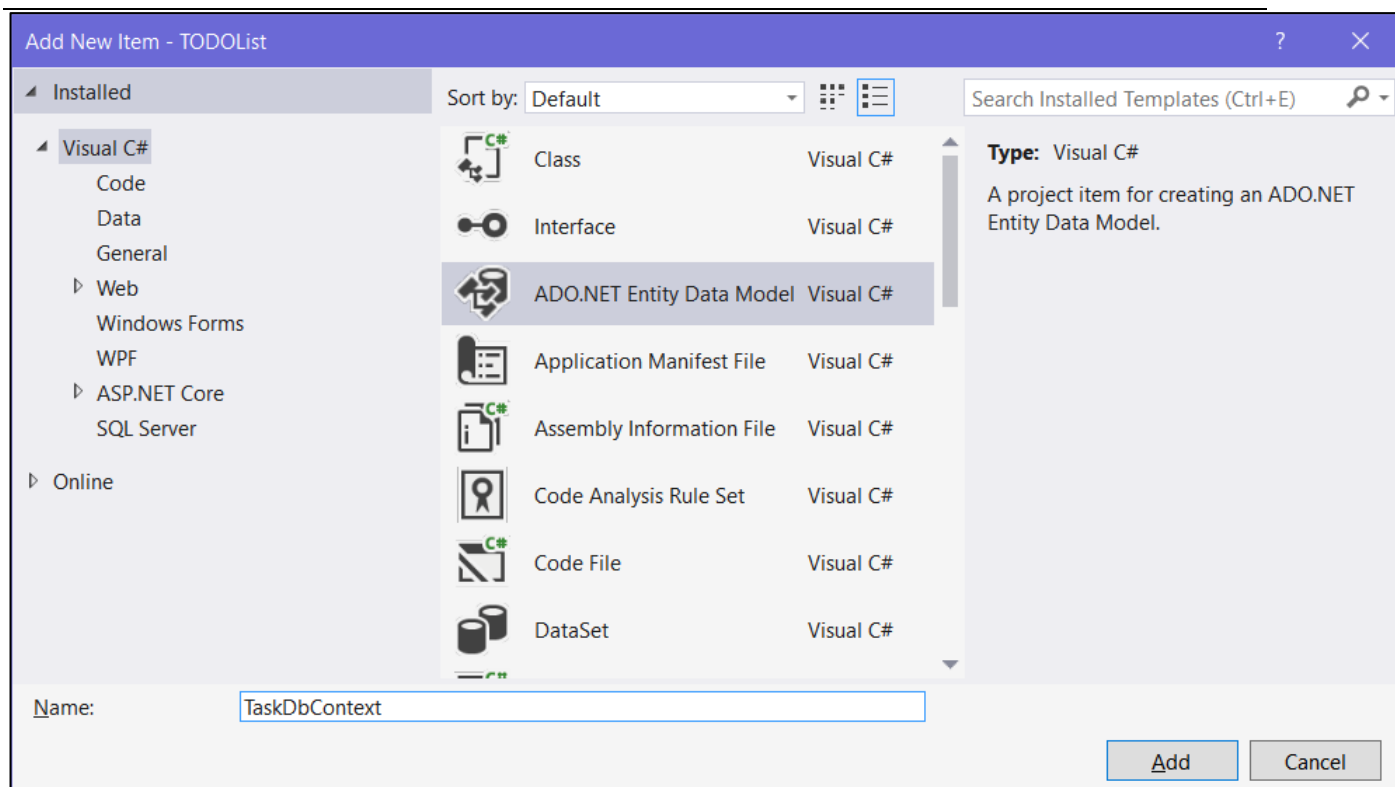 Add New Item - TODOList
?
Installed
Visual C#
Code
Data
General
Web
Windows Forms
WPF
ASP.NET Core
SQL Server
Online
Sort by: Default
C# Class Visual C#
Interface Visual C#
ADO.NET Entity Data Model Visual C#
Application Manifest File Visual C#
C# Assembly Information File Visual C#
Code Analysis Rule Set Visual C#
C# Code File Visual C#
DataSet Visual C#
Search Installed Templates (Ctrl+E)
Type: Visual C#
A project item for creating an ADO.NET
Entity Data Model.
Name: TaskDbContext
Add Cancel